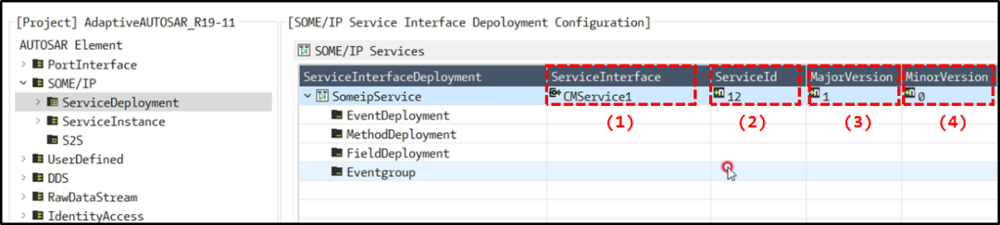 [Project] AdaptiveAUTOSAR_R19-11
AUTOSAR Element
PortInterface
SOME/IP
ServiceDeployment
ServiceInstance
S2S
UserDefined
DDS
RawDataStream
IdentityAccess
[SOME/IP Service Interface Depoloyment Configuration]
SOME/IP Services
ServiceInterfaceDeployment ServiceInterface ServiceId MajorVersion MinorVersion
SomeipService CMService1 12 1 0
EventDeployment
(1) (2) (3) (4)
MethodDeployment
FieldDeployment
Eventgroup